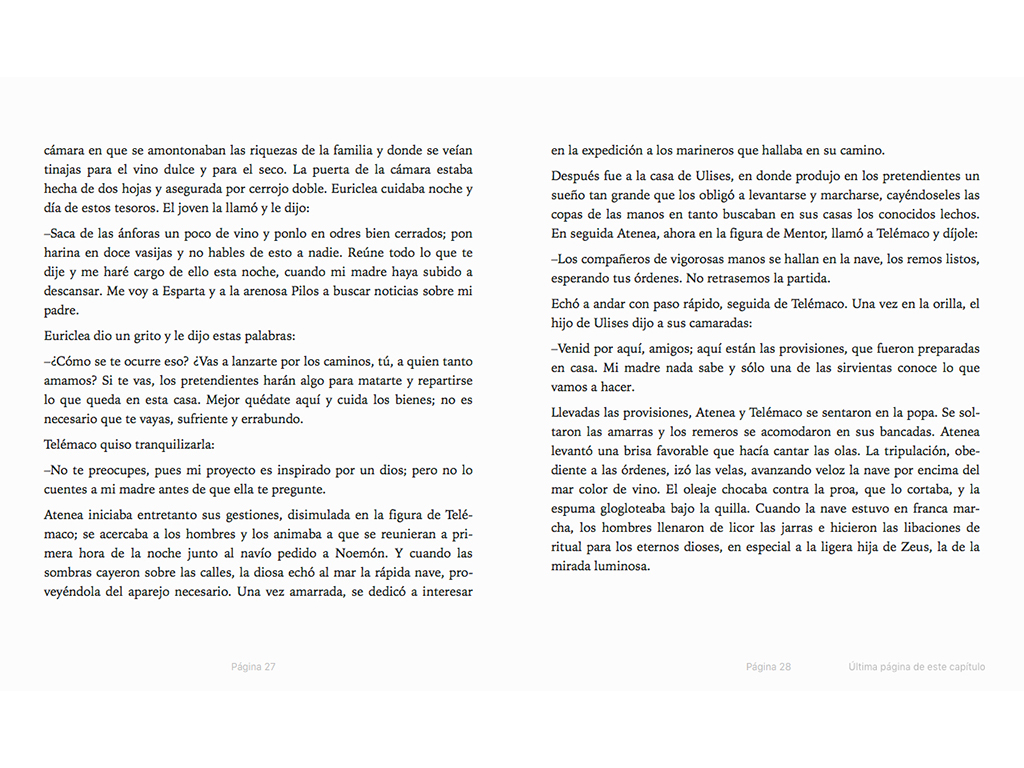 cámara en que se amontonaban las riquezas de la familia y donde se veían
tinajas para el vino dulce y para el seco. La puerta de la cámara estaba
hecha de dos hojas y asegurada por cerrojo doble. Euriclea cuidaba noche y
día de estos tesoros. El joven la llamó y le dijo:
–Saca de las ánforas un poco de vino y ponlo en odres bien cerrados; pon
harina en doce vasijas y no hables de esto a nadie. Reúne todo lo que te
dije y me haré cargo de ello esta noche, cuando mi madre haya subido a
descansar. Me voy a Esparta y a la arenosa Pilos a buscar noticias sobre mi
padre.
Euriclea dio un grito y le dijo estas palabras:
–¿Cómo se te ocurre eso? ¿Vas a lanzarte por los caminos, tú, a quien tanto
amamos? Si te vas, los pretendientes harán algo para matarte y repartirse
lo que queda en esta casa. Mejor quédate aquí y cuida los bienes; no es
necesario que te vayas, sufriente y errabundo.
Telémaco quiso tranquilizarla:
–No te preocupes, pues mi proyecto es inspirado por un dios; pero no lo
cuentes a mi madre antes de que ella te pregunte.
Atenea iniciaba entretanto sus gestiones, disimulada en la figura de Telé-
maco; se acercaba a los hombres y los animaba a que se reunieran a pri-
mera hora de la noche junto al navío pedido a Noemón. Y cuando las
sombras cayeron sobre las calles, la diosa echó al mar la rápida nave, pro-
veyéndola del aparejo necesario. Una vez amarrada, se dedicó a interesar
Página 27
en la expedición a los marineros que hallaba en su camino.
Después fue a la casa de Ulises, en donde produjo en los pretendientes un
sueño tan grande que los obligó a levantarse y marcharse, cayéndoseles las
copas de las manos en tanto buscaban en sus casas los conocidos lechos.
En seguida Atenea, ahora en la figura de Mentor, llamó a Telémaco y díjole:
–Los compañeros de vigorosas manos se hallan en la nave, los remos listos,
esperando tus órdenes. No retrasemos la partida.
Echó a andar con paso rápido, seguida de Telémaco. Una vez en la orilla, el
hijo de Ulises dijo a sus camaradas:
–Venid por aquí, amigos; aquí están las provisiones, que fueron preparadas
en casa. Mi madre nada sabe y sólo una de las sirvientas conoce lo que
vamos a hacer.
Llevadas las provisiones, Atenea y Telémaco se sentaron en la popa. Se sol-
taron las amarras y los remeros se acomodaron en sus bancadas. Atenea
levantó una brisa favorable que hacía cantar las olas. La tripulación, obe-
diente a las órdenes, izó las velas, avanzando veloz la nave por encima del
mar color de vino. El oleaje chocaba contra la proa, que lo cortaba, y la
espuma glogloteaba bajo la quilla. Cuando la nave estuvo en franca mar-
cha, los hombres llenaron de licor las jarras e hicieron las libaciones de
ritual para los eternos dioses, en especial a la ligera hija de Zeus, la de la
mirada luminosa.
Página 28
Última página de este capítulo